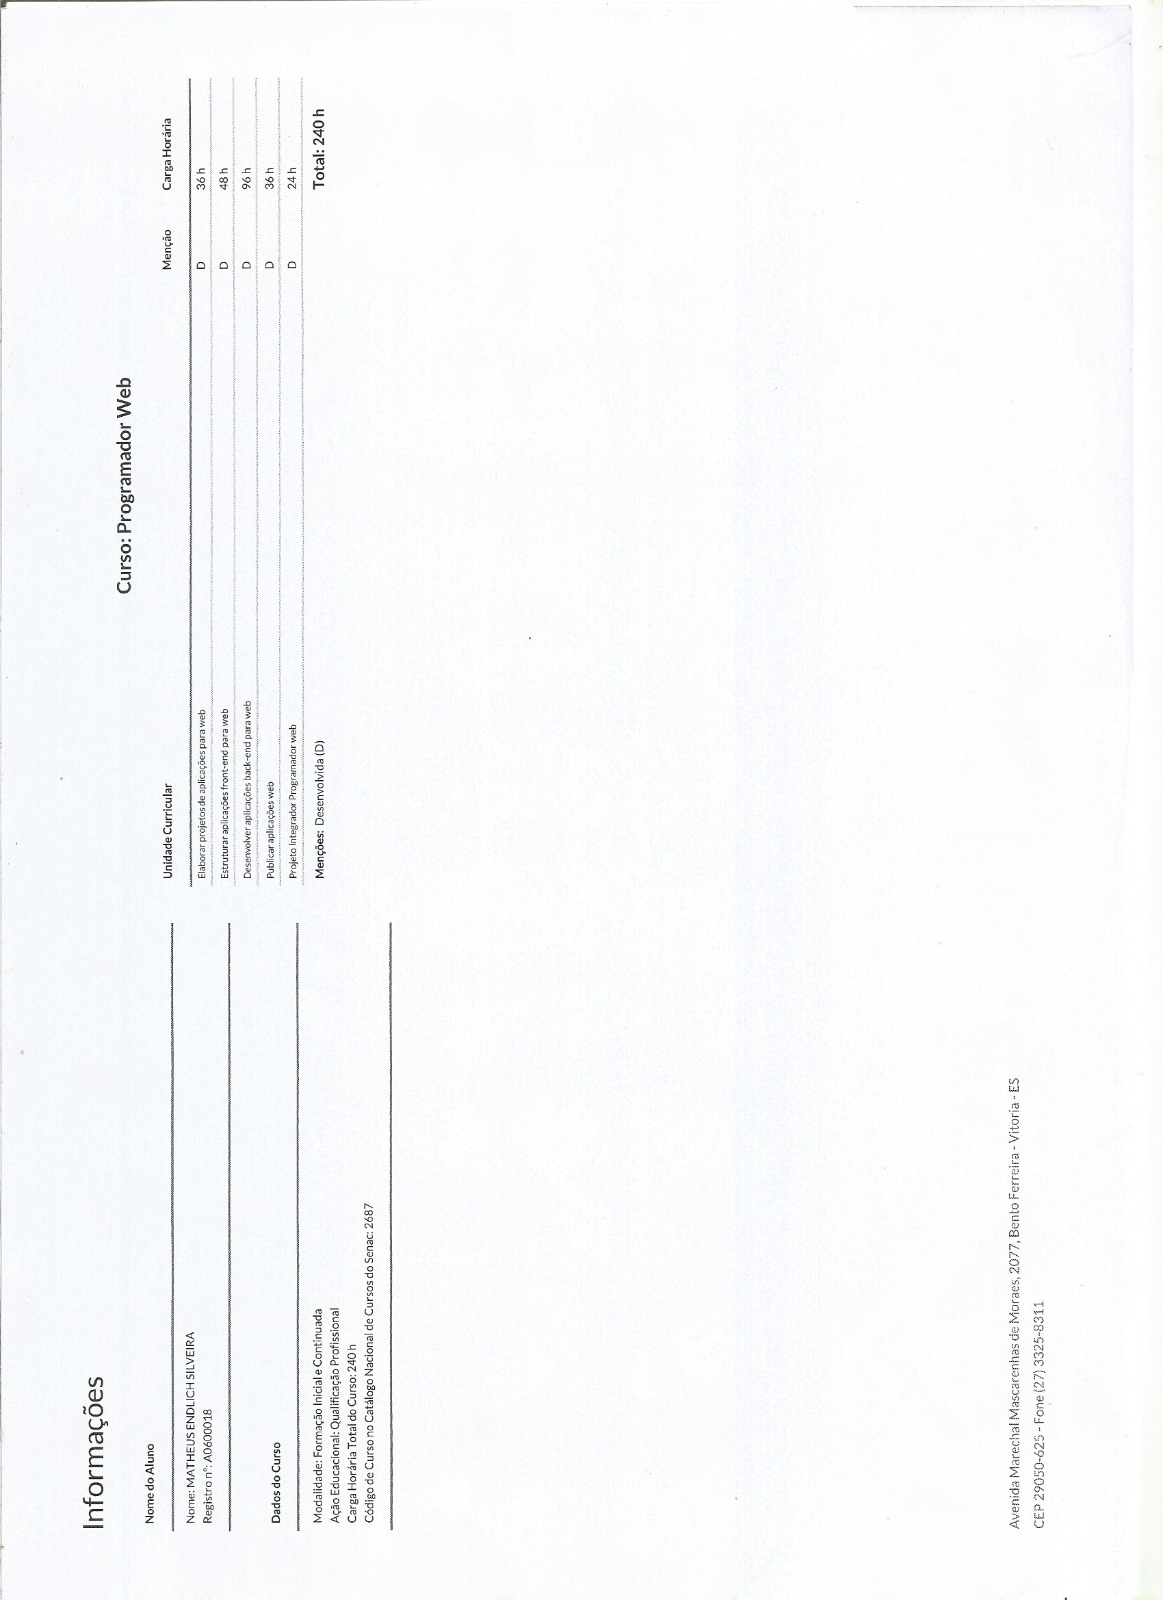 Informações
Nome do Aluno
Nome: MATHEUS ENDLICH SILVEIRA
Registro nº: A0600018
Dados do Curso
Modalidade: Formação Inicial e Continuada
Ação Educacional: Qualificação Profissional
Carga Horária Total do Curso: 240 h
Código de Curso no Catálogo Nacional de Cursos do Senac: 2687
Curso: Programador Web
Unidade Curricular Menção Carga Horária
Elaborar projetos de aplicações para web D 36 h
Estruturar aplicações front-end para web D 48 h
Desenvolver aplicações back-end para web D 96 h
Publicar aplicações web D 36 h
Projeto Integrador Programador web D 24 h
Menções: Desenvolvida (D) Total: 240 h
Avenida Marechal Mascarenhas de Moraes, 2077, Bento Ferreira - Vitoria - ES
CEP 29050-625 - Fone (27) 3325-8311